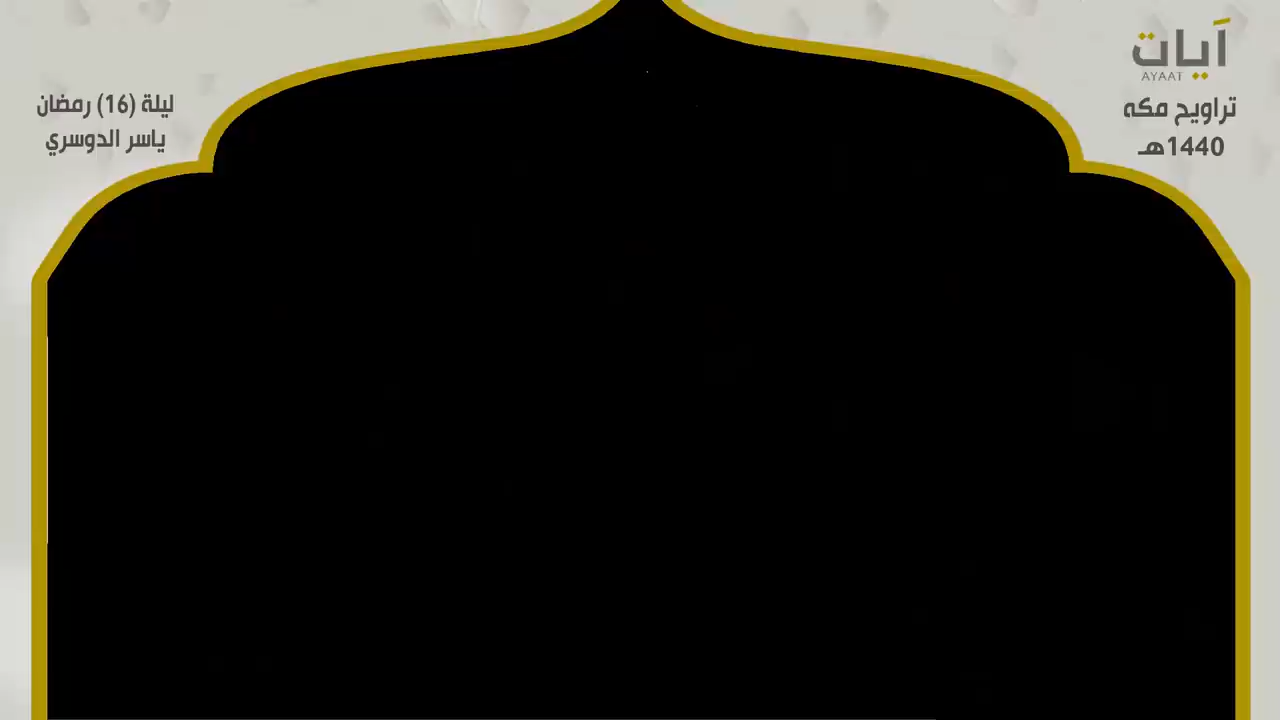 آيات
AYAAT
تراويح مكه
1440هـ
ليلة (16) رمضان
ياسر الدوسري